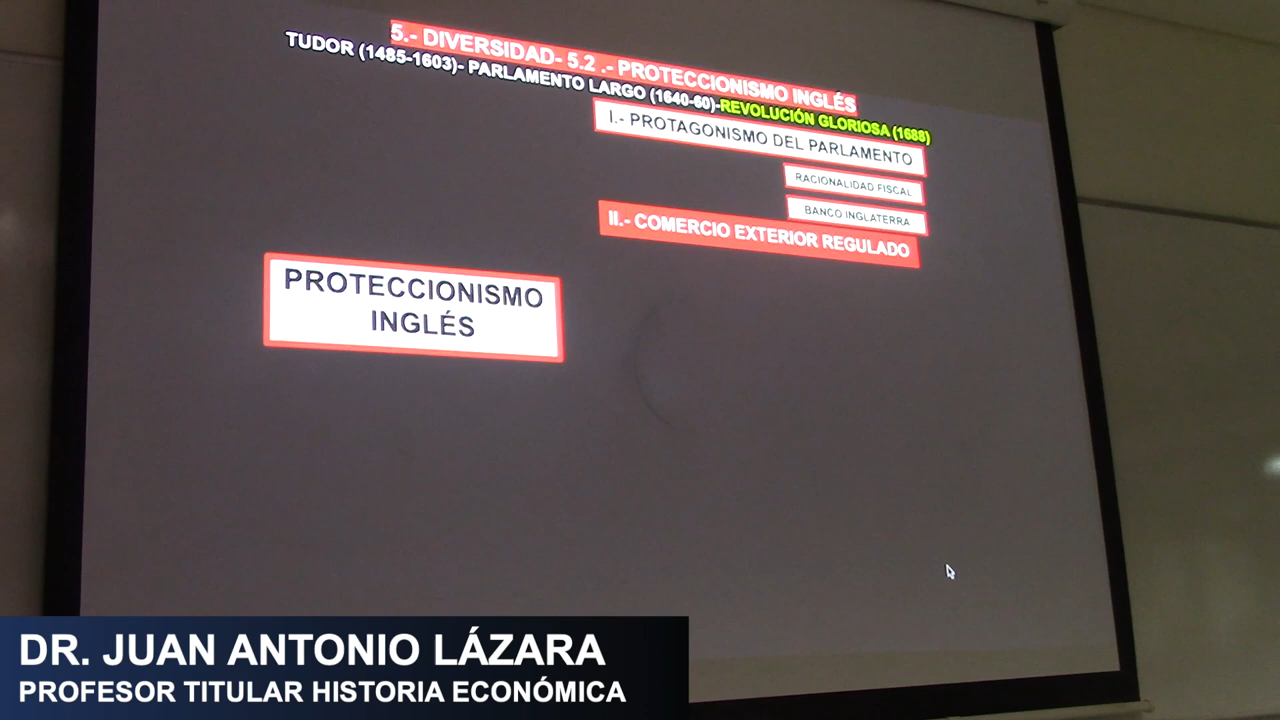 5.- DIVERSIDAD- 5.2 .- PROTECCIONISMO INGLÉS
TUDOR (1485-1603)- PARLAMENTO LARGO (1640-60)-REVOLUCIÓN GLORIOSA (1688)
I.- PROTAGONISMO DEL PARLAMENTO
RACIONALIDAD FISCAL
BANCO INGLATERRA
II.- COMERCIO EXTERIOR REGULADO
PROTECCIONISMO
INGLÉS
DR. JUAN ANTONIO LÁZARA
PROFESOR TITULAR HISTORIA ECONÓMICA